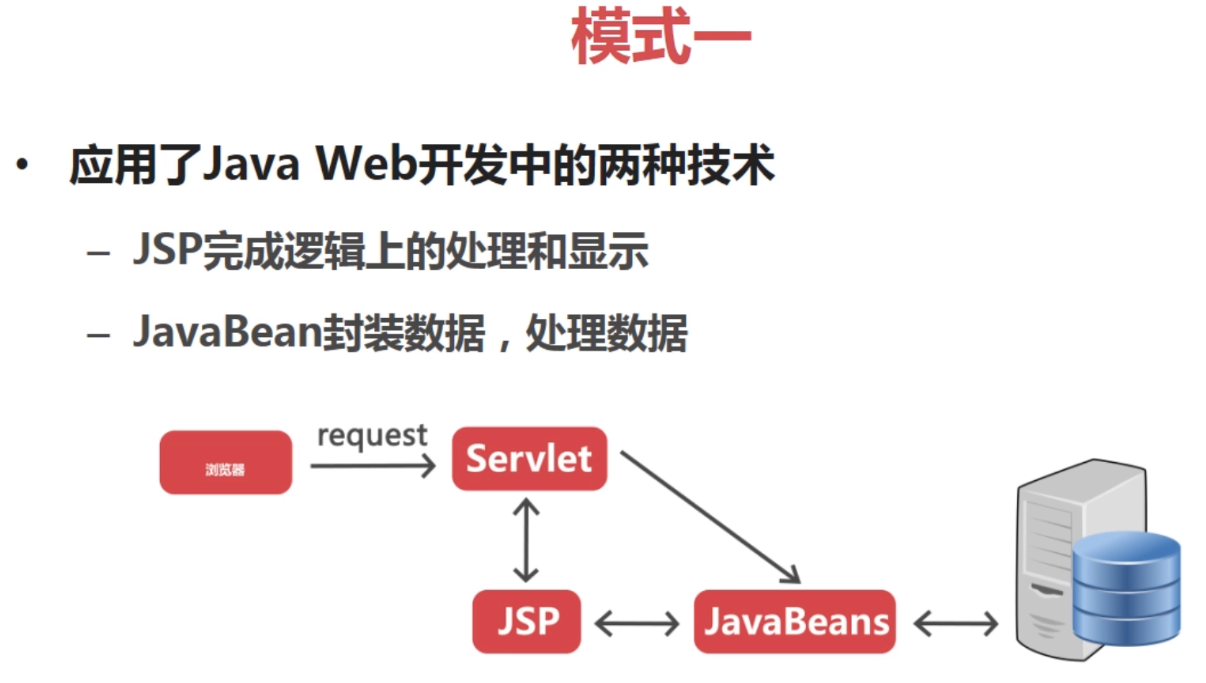 模式一
• 应用了Java Web开发中的两种技术
– JSP完成逻辑上的处理和显示
– JavaBean封装数据，处理数据
浏览器
request
Servlet
JSP
JavaBeans